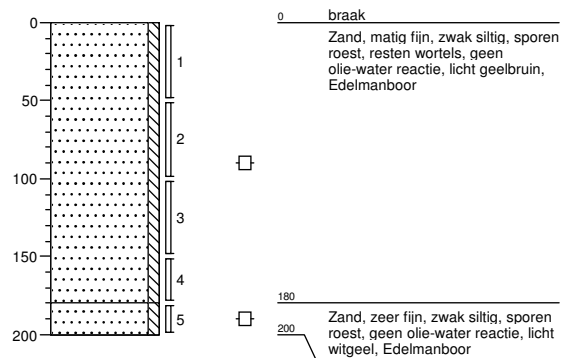 0
50
100
150
200
1
2
3
4
5
0 braak
Zand, matig fijn, zwak siltig, sporen
roest, resten wortels, geen
olie-water reactie, licht geelbruin,
Edelmanboor
180
Zand, zeer fijn, zwak siltig, sporen
200 roest, geen olie-water reactie, licht
witgeel, Edelmanboor